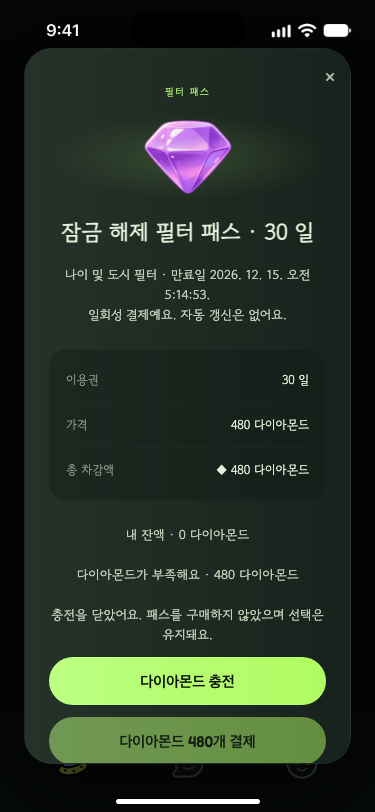 9:41
×
필터 패스
잠금 해제 필터 패스 · 30 일
나이 및 도시 필터 · 만료일 2026. 12. 15. 오전
5:14:53.
일회성 결제예요. 자동 갱신은 없어요.
이용권 30 일
가격 480 다이아몬드
총 차감액 ◆ 480 다이아몬드
내 잔액 · 0 다이아몬드
다이아몬드가 부족해요 · 480 다이아몬드
충전을 닫았어요. 패스를 구매하지 않았으며 선택은
유지돼요.
다이아몬드 충전
다이아몬드 480개 결제